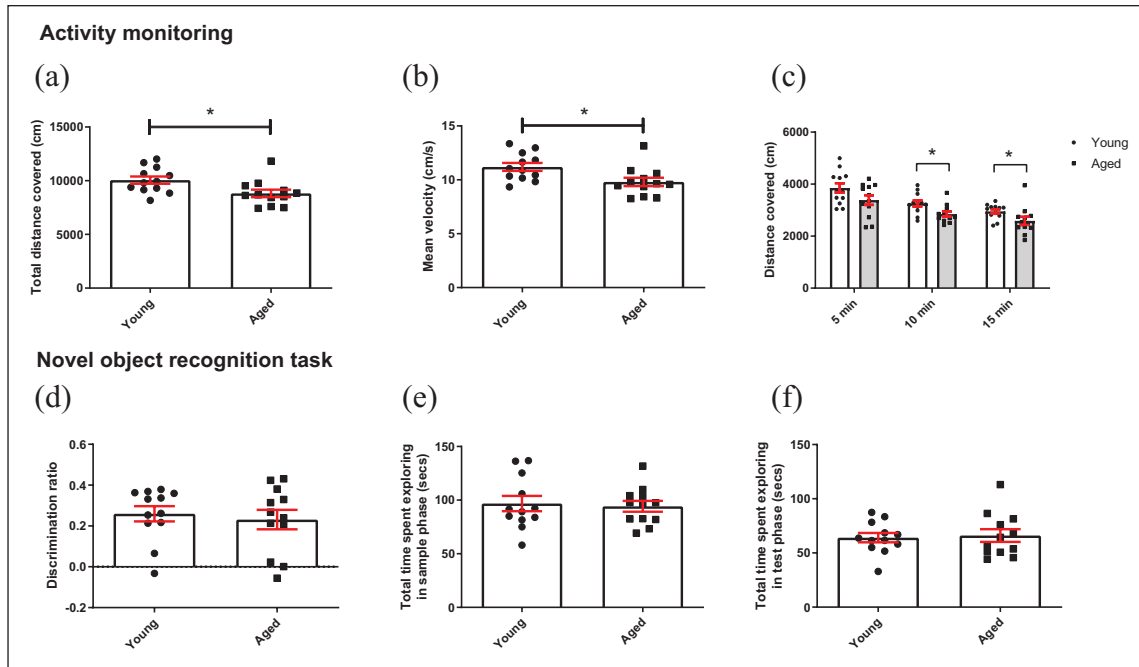 Activity monitoring
(a)
Total distance covered (cm)
15000
10000
5000
0
*
Young
Aged
(b)
Mean velocity (cm/s)
15
10
5
0
*
Young
Aged
(c)
Distance covered (cm)
6000
4000
2000
0
*
*
5 min
10 min
15 min
Young
Aged
Novel object recognition task
(d)
Discrimination ratio
0.6
0.4
0.2
0.0
-0.2
Young
Aged
(e)
Total time spent exploring
in sample phase (secs)
150
100
50
0
Young
Aged
(f)
Total time spent exploring
in test phase (secs)
150
100
50
0
Young
Aged